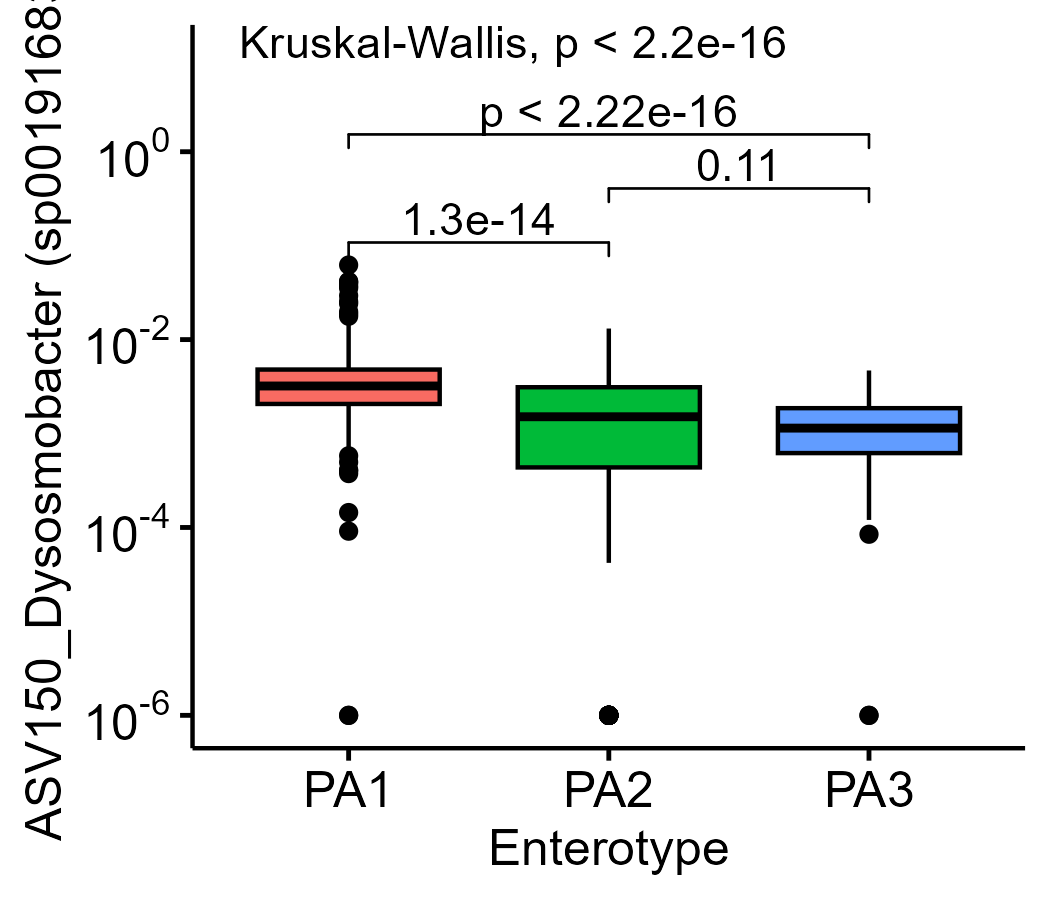 Kruskal-Wallis, p < 2.2e-16
p < 2.22e-16
0.11
1.3e-14
ASV150_Dysosmobacter (sp00191683
10^0
10^-2
10^-4
10^-6
PA1 PA2 PA3
Enterotype